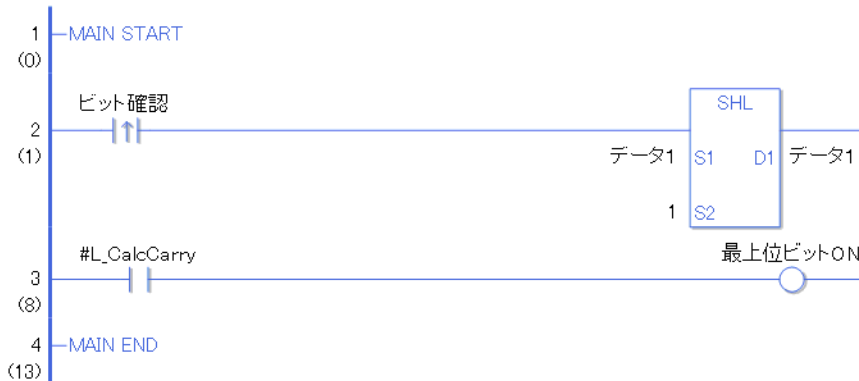 1 MAIN START
(0)
ビット確認
SHL
2
(1) データ1 S1 D1 データ1
1 S2
#L_CalcCarry 最上位ビットON
3
(8)
4 MAIN END
(13)